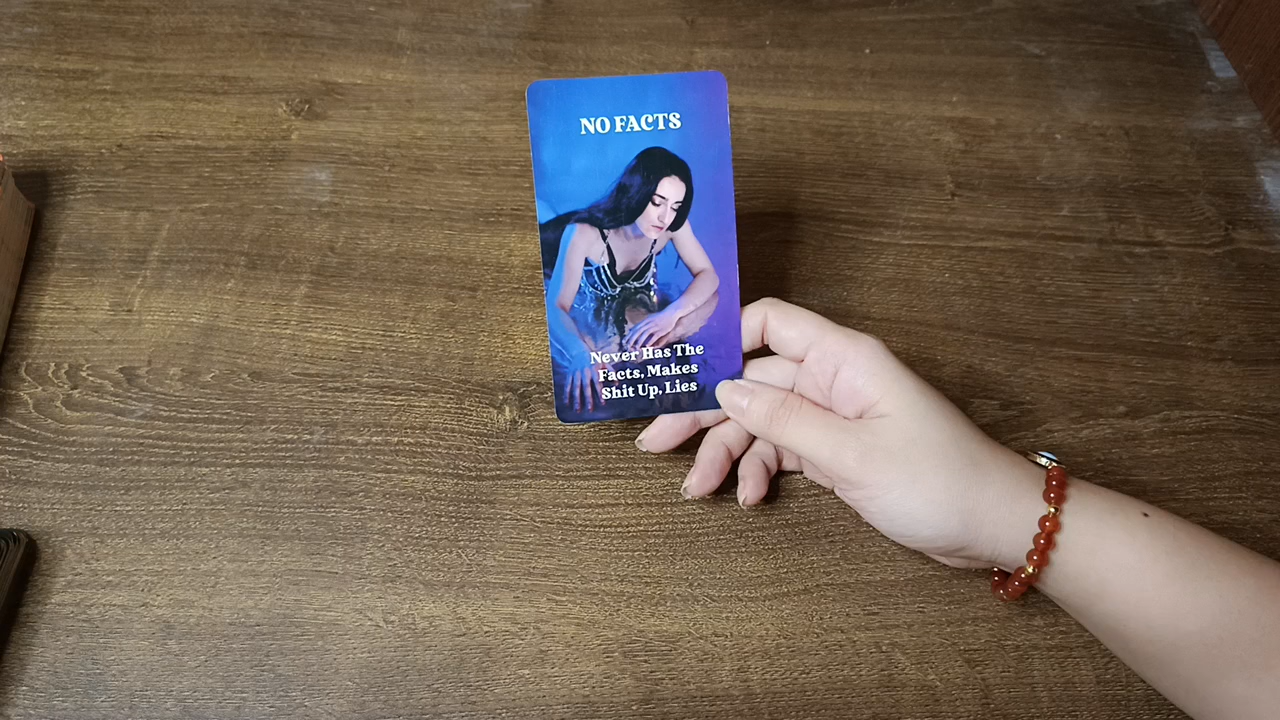 NO FACTS
Never Has The
Facts, Makes
Shit Up, Lies